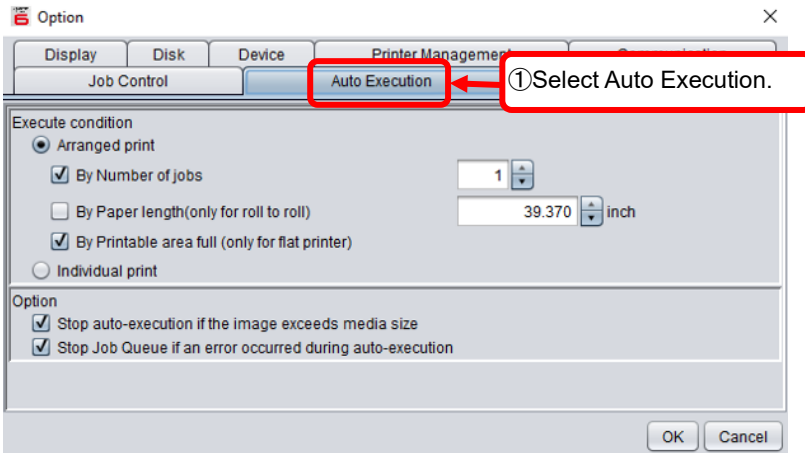 Option
Display Disk Device Printer Management
Job Control Auto Execution
①Select Auto Execution.
Execute condition
Arranged print
By Number of jobs 1
By Paper length(only for roll to roll) 39.370 inch
By Printable area full (only for flat printer)
Individual print
Option
Stop auto-execution if the image exceeds media size
Stop Job Queue if an error occurred during auto-execution
OK Cancel